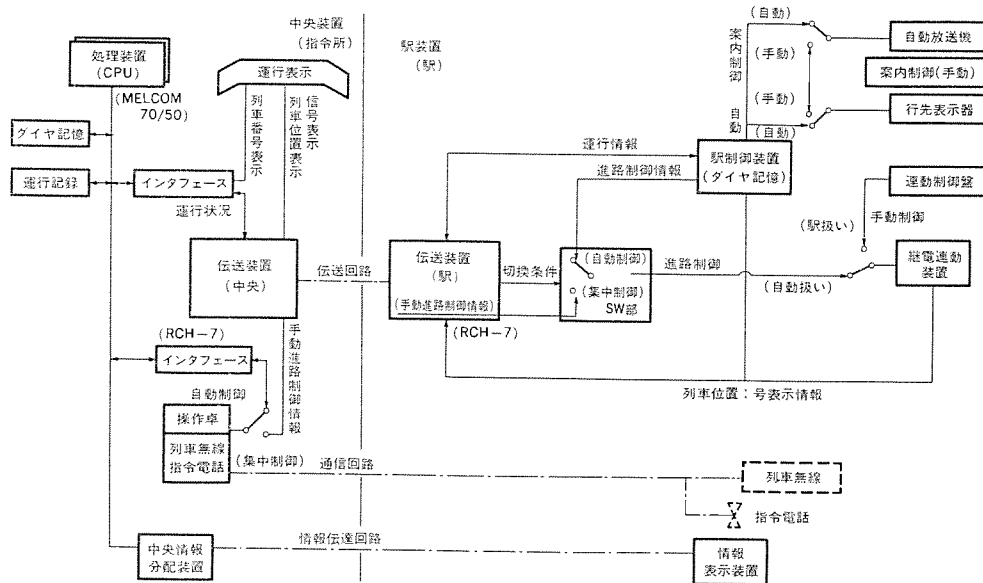 中央装置
(指令所)
駅装置
(駅)
処理装置
(CPU)
(MELCOM
70/50)
運行表示
ダイヤ記憶
列車番号表示
信号表示
列車位置表示
運行記録
インタフェース
運行状況
伝送装置
(中央)
伝送回路
(RCH−7)
インタフェース
手動進路制御情報
自動制御
操作卓
列車無線
指令電話
(集中制御)
通信回路
中央情報
分配装置
情報伝達回路
(自動)
案内制御
(手動)
自動放送機
案内制御(手動)
(手動)
自動
(自動)
行先表示器
運行情報
駅制御装置
(ダイヤ記憶)
進路制御情報
運動制御盤
(駅扱い)
手動制御
伝送装置
(駅)
切換条件
(自動制御)
進路制御
継電連動
装置
(手動進路制御情報)
(集中制御)
SW部
(自動扱い)
(RCH−7)
列車位置:号表示情報
列車無線
指令電話
情報
表示装置